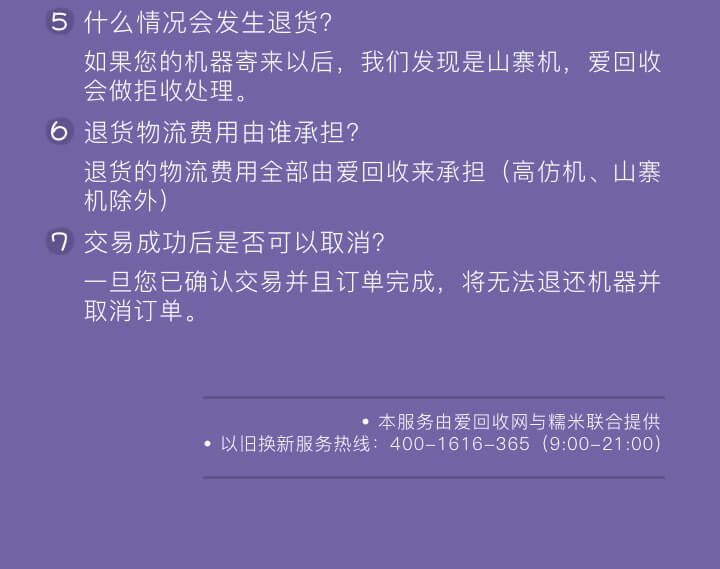 5 什么情况会发生退货?
如果您的机器寄来以后，我们发现是山寨机，爱回收
会做拒收处理。
6 退货物流费用由谁承担?
退货的物流费用全部由爱回收来承担（高仿机、山寨
机除外）
7 交易成功后是否可以取消?
一旦您已确认交易并且订单完成，将无法退还机器并
取消订单。
• 本服务由爱回收网与糯米联合提供
• 以旧换新服务热线：400-1616-365（9:00-21:00）